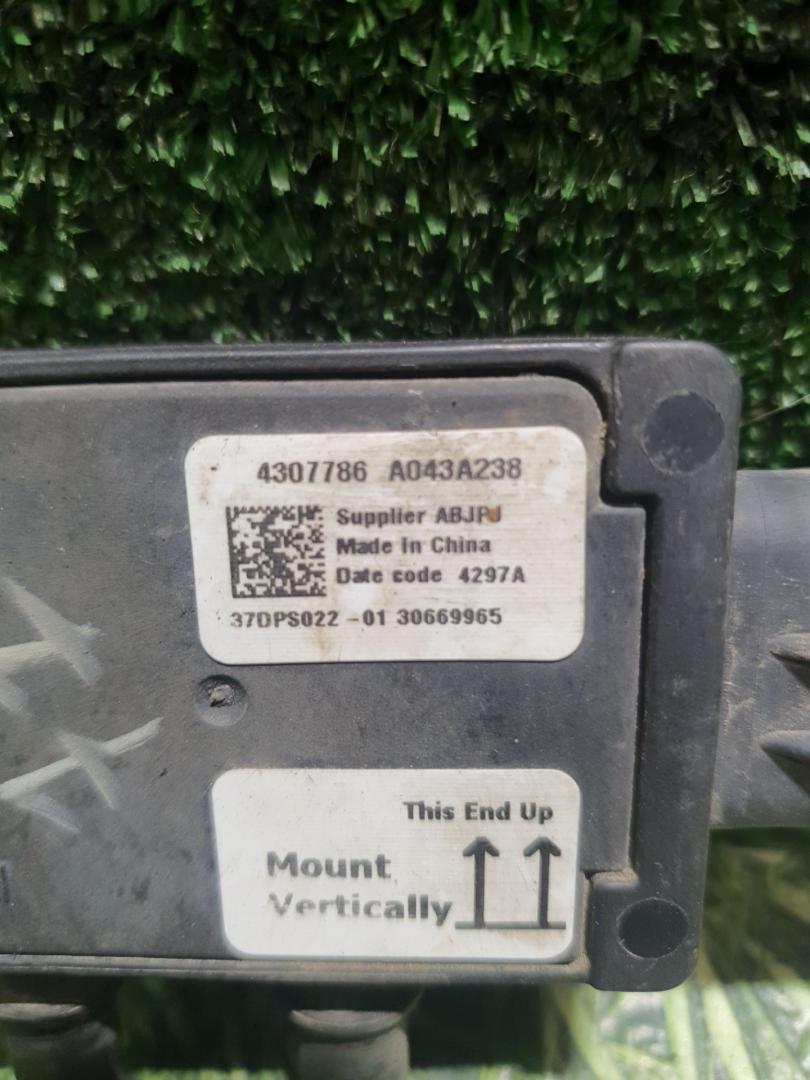 4307786 A043A238
Supplier ABJPJ
Made in China
Date code 4297A
37DPS022-01 30669965
This End Up
Mount
Vertically